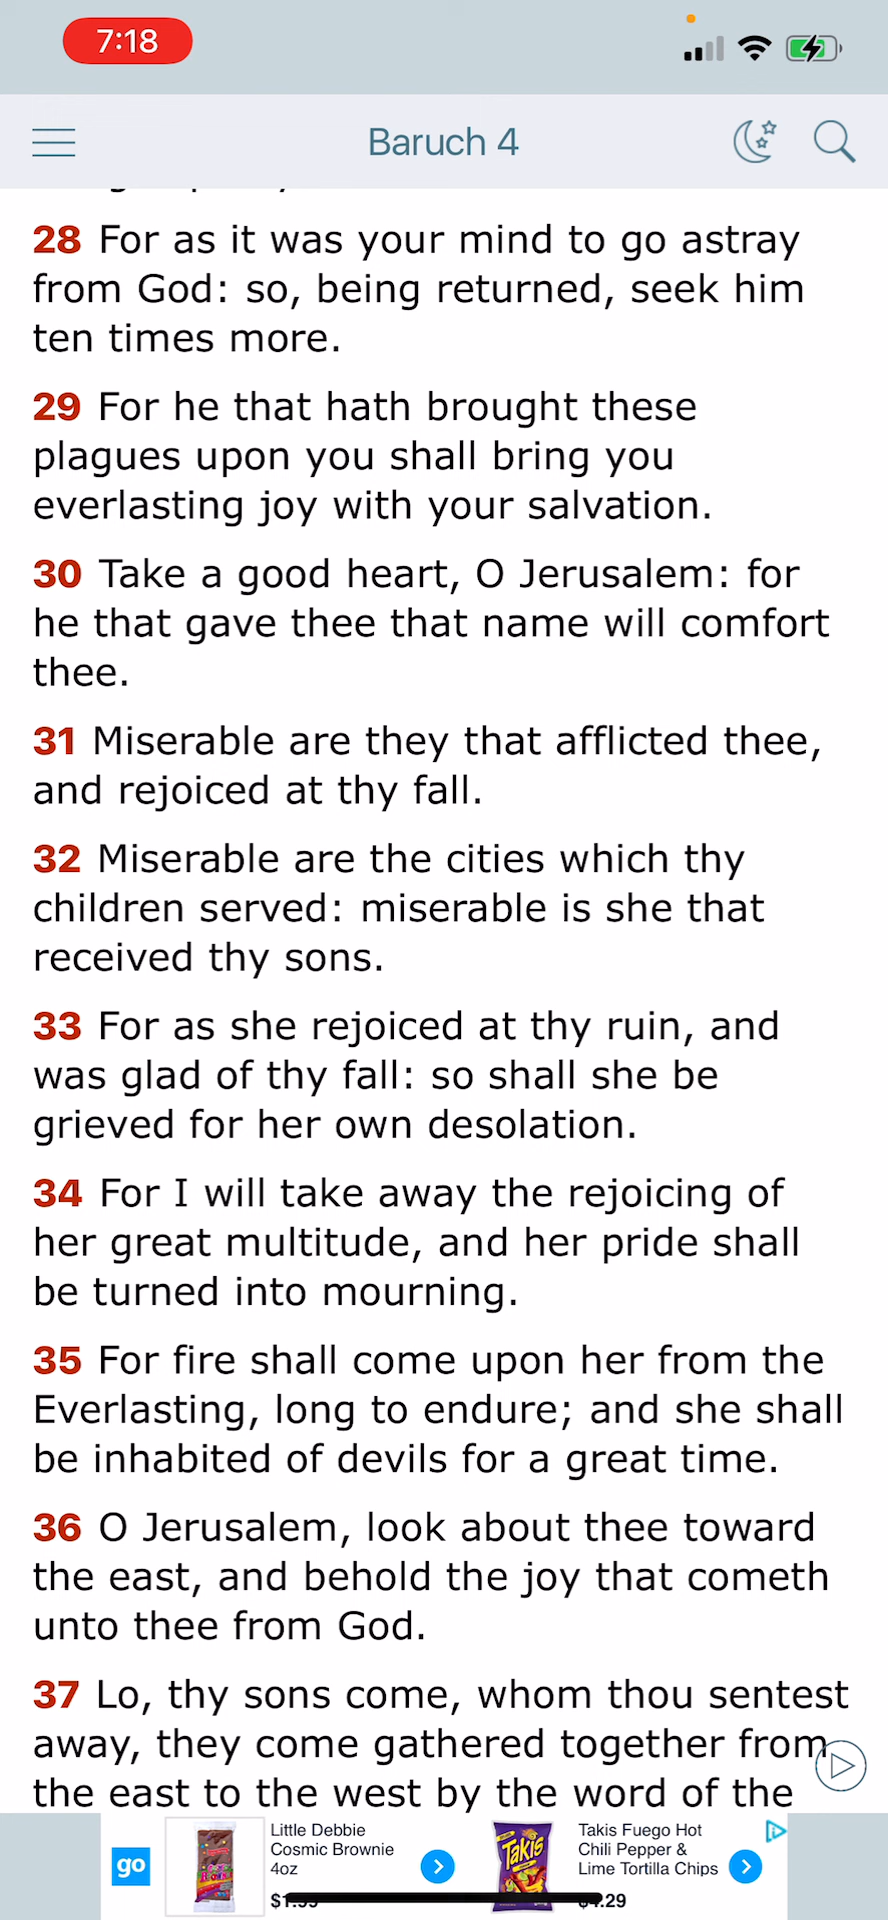 7:18
Baruch 4
28 For as it was your mind to go astray
from God: so, being returned, seek him
ten times more.
29 For he that hath brought these
plagues upon you shall bring you
everlasting joy with your salvation.
30 Take a good heart, O Jerusalem: for
he that gave thee that name will comfort
thee.
31 Miserable are they that afflicted thee,
and rejoiced at thy fall.
32 Miserable are the cities which thy
children served: miserable is she that
received thy sons.
33 For as she rejoiced at thy ruin, and
was glad of thy fall: so shall she be
grieved for her own desolation.
34 For I will take away the rejoicing of
her great multitude, and her pride shall
be turned into mourning.
35 For fire shall come upon her from the
Everlasting, long to endure; and she shall
be inhabited of devils for a great time.
36 O Jerusalem, look about thee toward
the east, and behold the joy that cometh
unto thee from God.
37 Lo, thy sons come, whom thou sentest
away, they come gathered together from
the east to the west by the word of the
go
Little Debbie
Cosmic Brownie
4oz
Takis
Takis Fuego Hot
Chili Pepper &
Lime Tortilla Chips